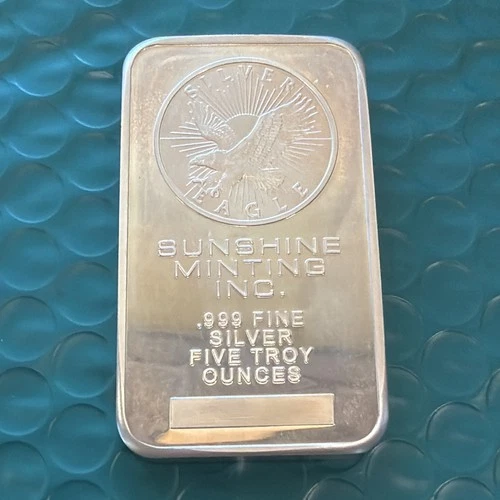 SILVER
EAGLE
SUNSHINE
MINTING
INC.
.999 FINE
SILVER
FIVE TROY
OUNCES